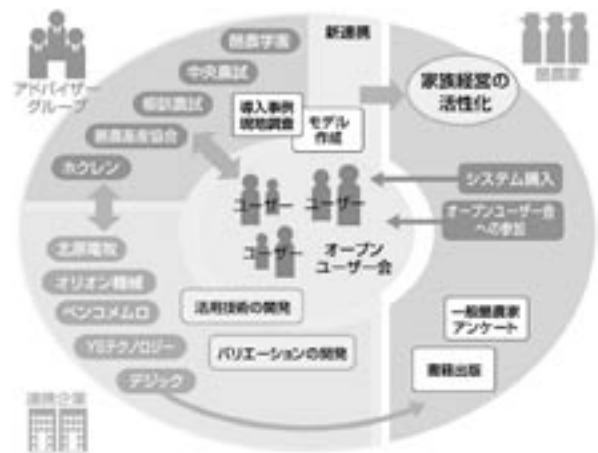 アドバイザー
グループ
酪農学園
中央農試
根釧農試
ホクレン
新連携
導入事例
現地調査
モデル
作成
酪農家
家族経営の
活性化
システム購入
オープンユーザー会
への参加
ユーザー
ユーザー
ユーザー
オープン
ユーザー会
北原電牧
オリオン機械
ペンコメムロ
YSテクノロジー
デジック
活用技術の開発
バリエーションの開発
一般酪農家
アンケート
書籍出版
連携企業